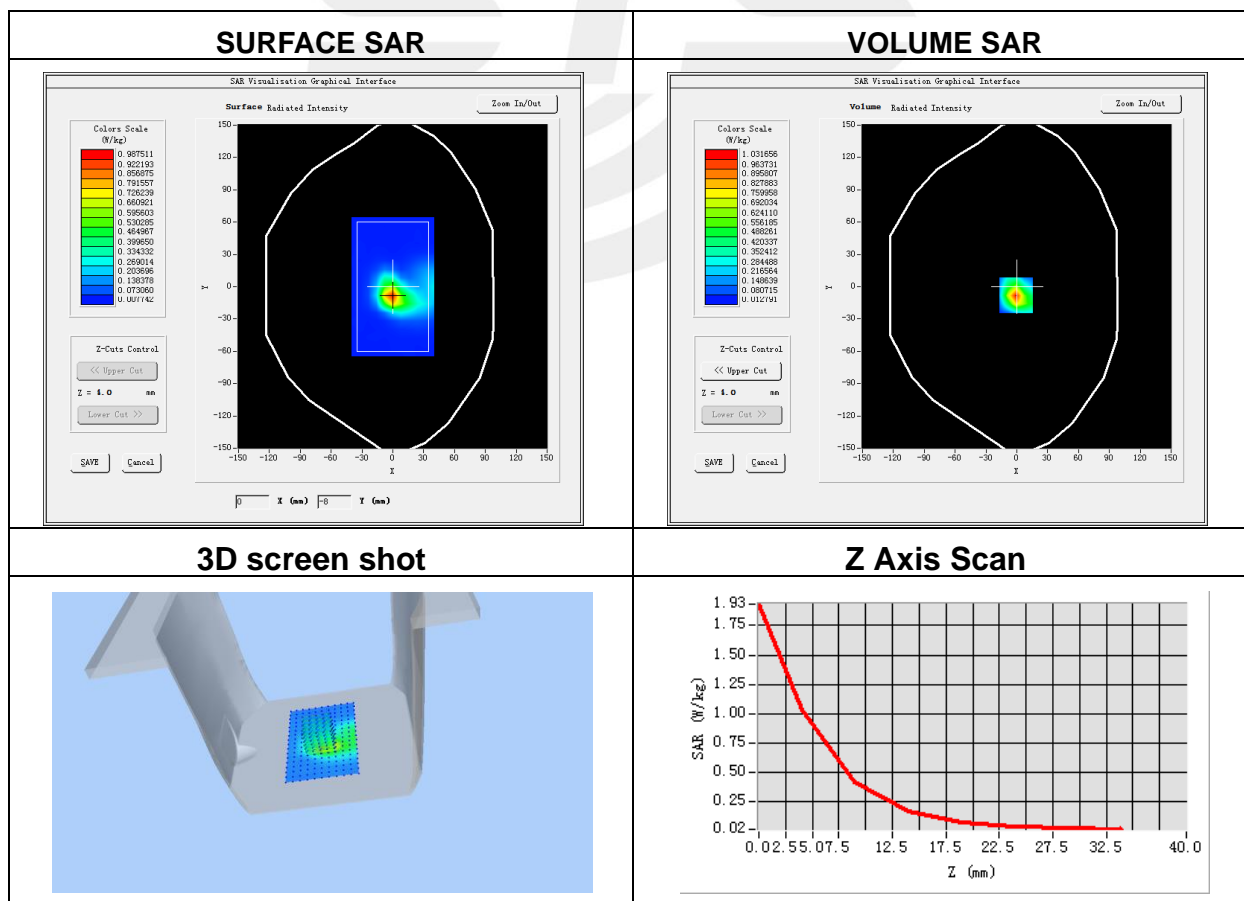 SURFACE SAR
VOLUME SAR
SAR Visualisation Graphical Interface
Surface Radiated Intensity
Zoom In/Out
Colors Scale
(W/kg)
0.987511
0.922193
0.856875
0.791557
0.726239
0.660921
0.595603
0.530285
0.464967
0.399650
0.334332
0.269014
0.203696
0.138378
0.073060
0.007742
150
120
90
60
30
0
-30
-60
-90
-120
-150
Y
-150 -120 -90 -60 -30 0 30 60 90 120 150
X
Z-Cuts Control
<< Upper Cut
Z = 4.0 mm
Lower Cut >>
SAVE
Cancel
0 X (mm) -8 Y (mm)
SAR Visualisation Graphical Interface
Volume Radiated Intensity
Zoom In/Out
Colors Scale
(W/kg)
1.031656
0.963731
0.895807
0.827883
0.759958
0.692034
0.624110
0.556185
0.488261
0.420337
0.352412
0.284488
0.216564
0.148639
0.080715
0.012791
150
120
90
60
30
0
-30
-60
-90
-120
-150
Y
-150 -120 -90 -60 -30 0 30 60 90 120 150
X
Z-Cuts Control
<< Upper Cut
Z = 4.0 mm
Lower Cut >>
SAVE
Cancel
3D screen shot
Z Axis Scan
1.93
1.75
1.50
1.25
1.00
0.75
0.50
0.25
0.02
SAR (W/kg)
0.0 2.5 5.0 7.5 12.5 17.5 22.5 27.5 32.5 40.0
Z (mm)